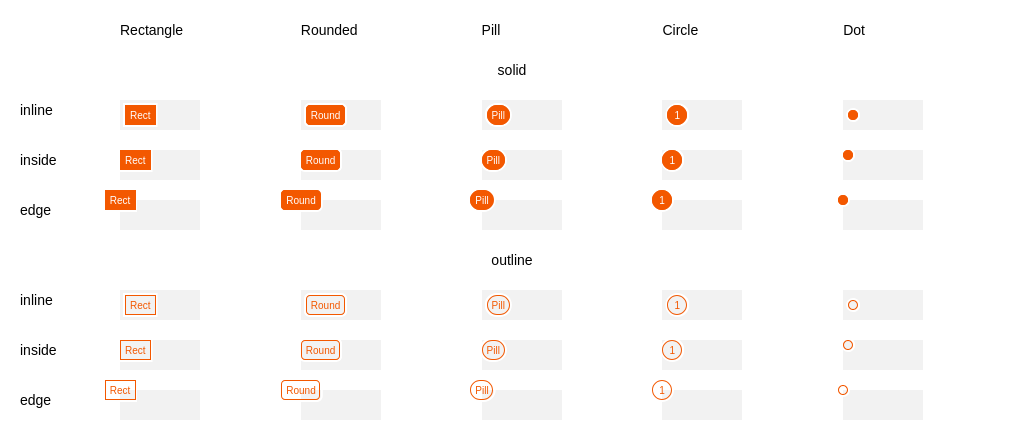 Rectangle Rounded Pill Circle Dot
solid
inline Rect Round Pill 1
inside Rect Round Pill 1
edge Rect Round Pill 1
outline
inline Rect Round Pill 1
inside Rect Round Pill 1
edge Rect Round Pill 1